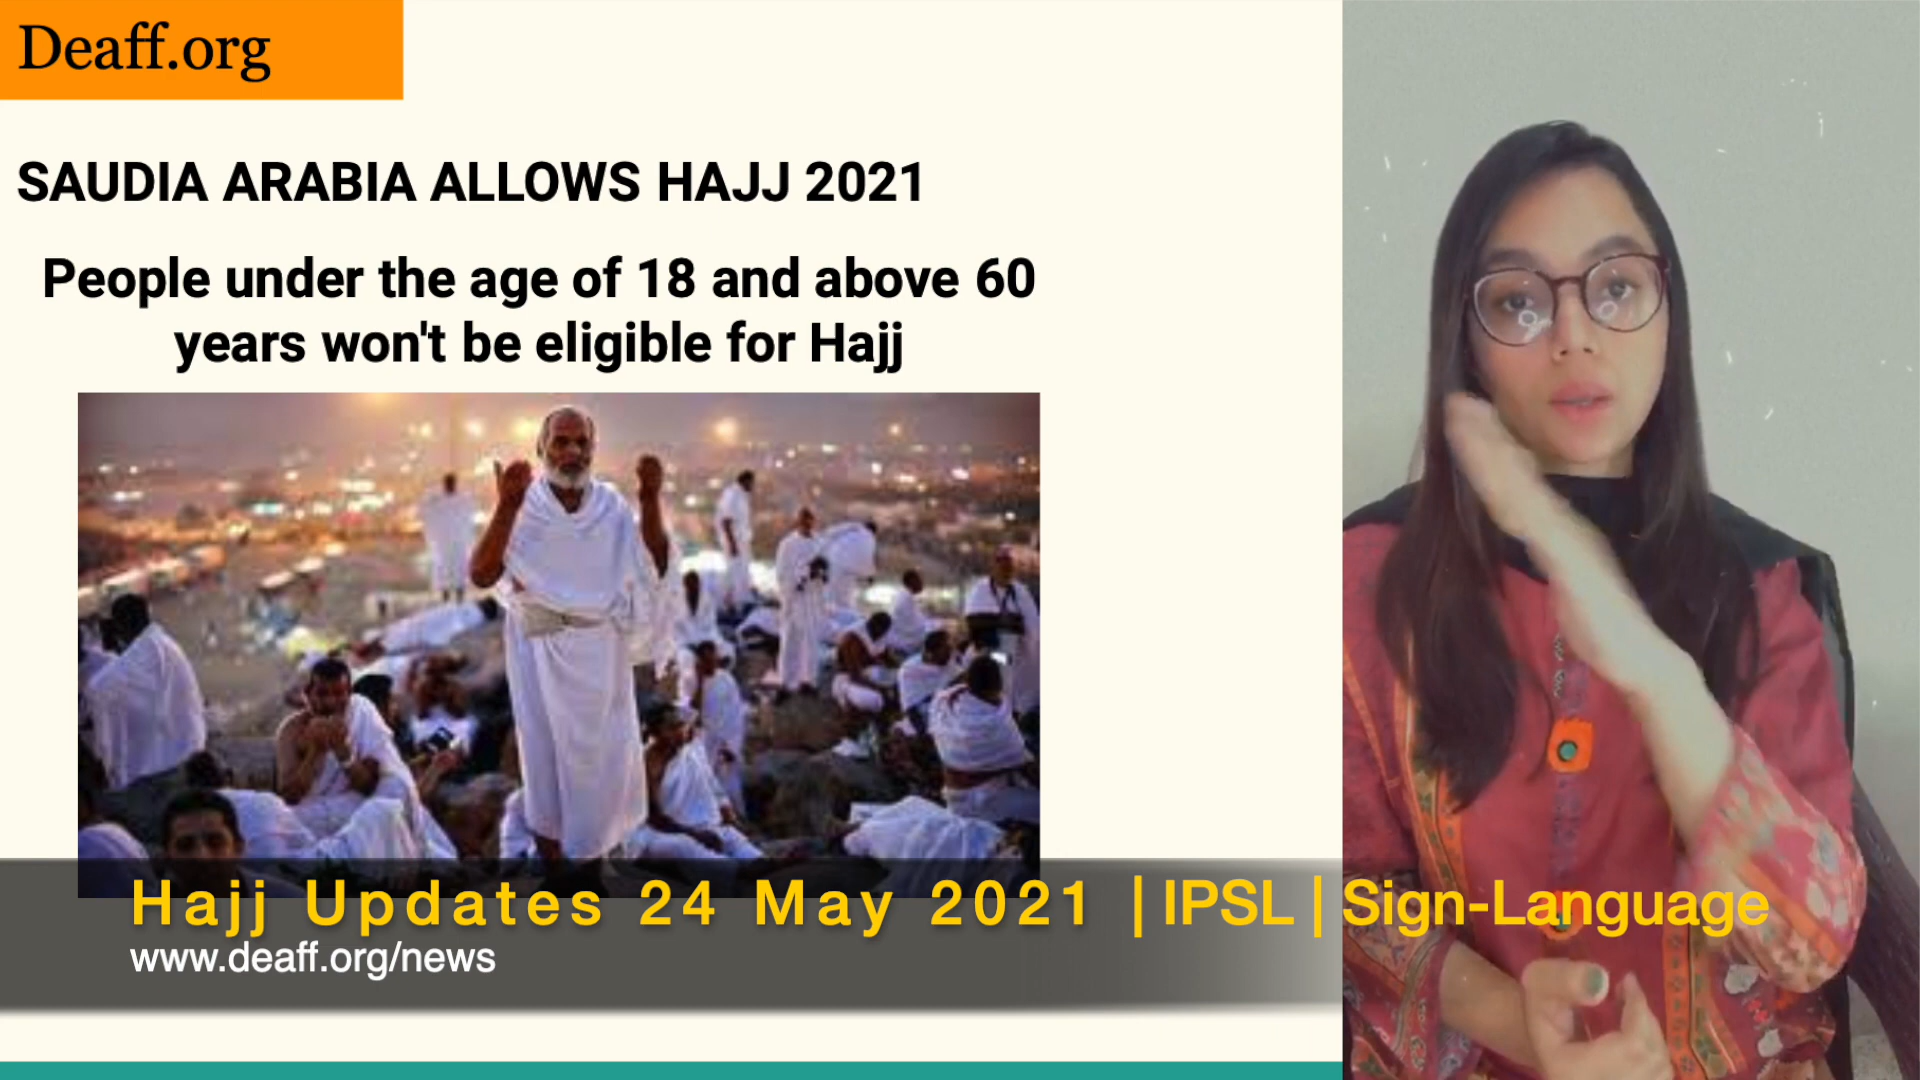 Deaff.org
SAUDIA ARABIA ALLOWS HAJJ 2021
People under the age of 18 and above 60
years won't be eligible for Hajj
Hajj Updates 24 May 2021 | IPSL | Sign-Language
www.deaff.org/news